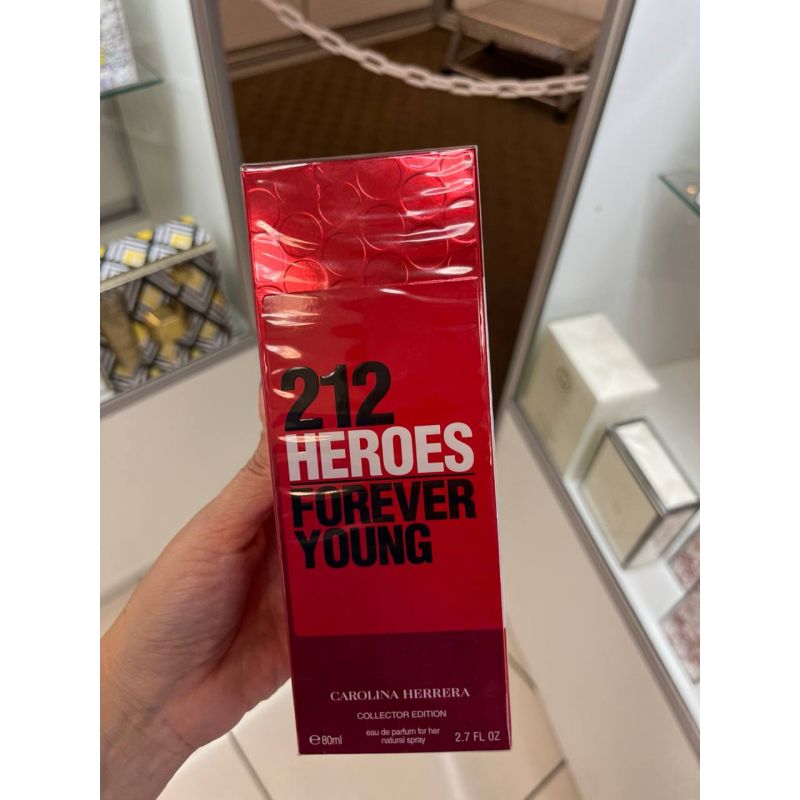 212
HEROES
FOREVER
YOUNG
CAROLINA HERRERA
COLLECTOR EDITION
eau de parfum for her
natural spray
℮80ml
2.7 FL OZ